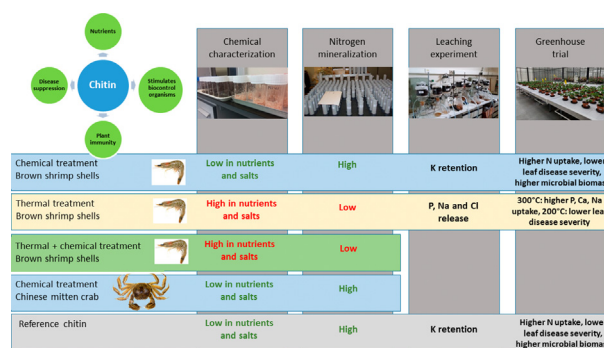 Nutrients
Disease
suppression
Chitin
Stimulates
biocontrol
organisms
Plant
immunity
Chemical
characterization
Nitrogen
mineralization
Leaching
experiment
Greenhouse
trial
Chemical treatment
Brown shrimp shells
Low in nutrients
and salts
High
K retention
Higher N uptake, lower
leaf disease severity,
higher microbial biomas
Thermal treatment
Brown shrimp shells
High in nutrients
and salts
Low
P, Na and Cl
release
300°C: higher P, Ca, Na
uptake, 200°C: lower leaf
disease severity
Thermal + chemical treatment
Brown shrimp shells
High in nutrients
and salts
Low
Chemical treatment
Chinese mitten crab
Low in nutrients
and salts
High
Reference chitin
Low in nutrients
and salts
High
K retention
Higher N uptake, lower
leaf disease severity,
higher microbial biomas